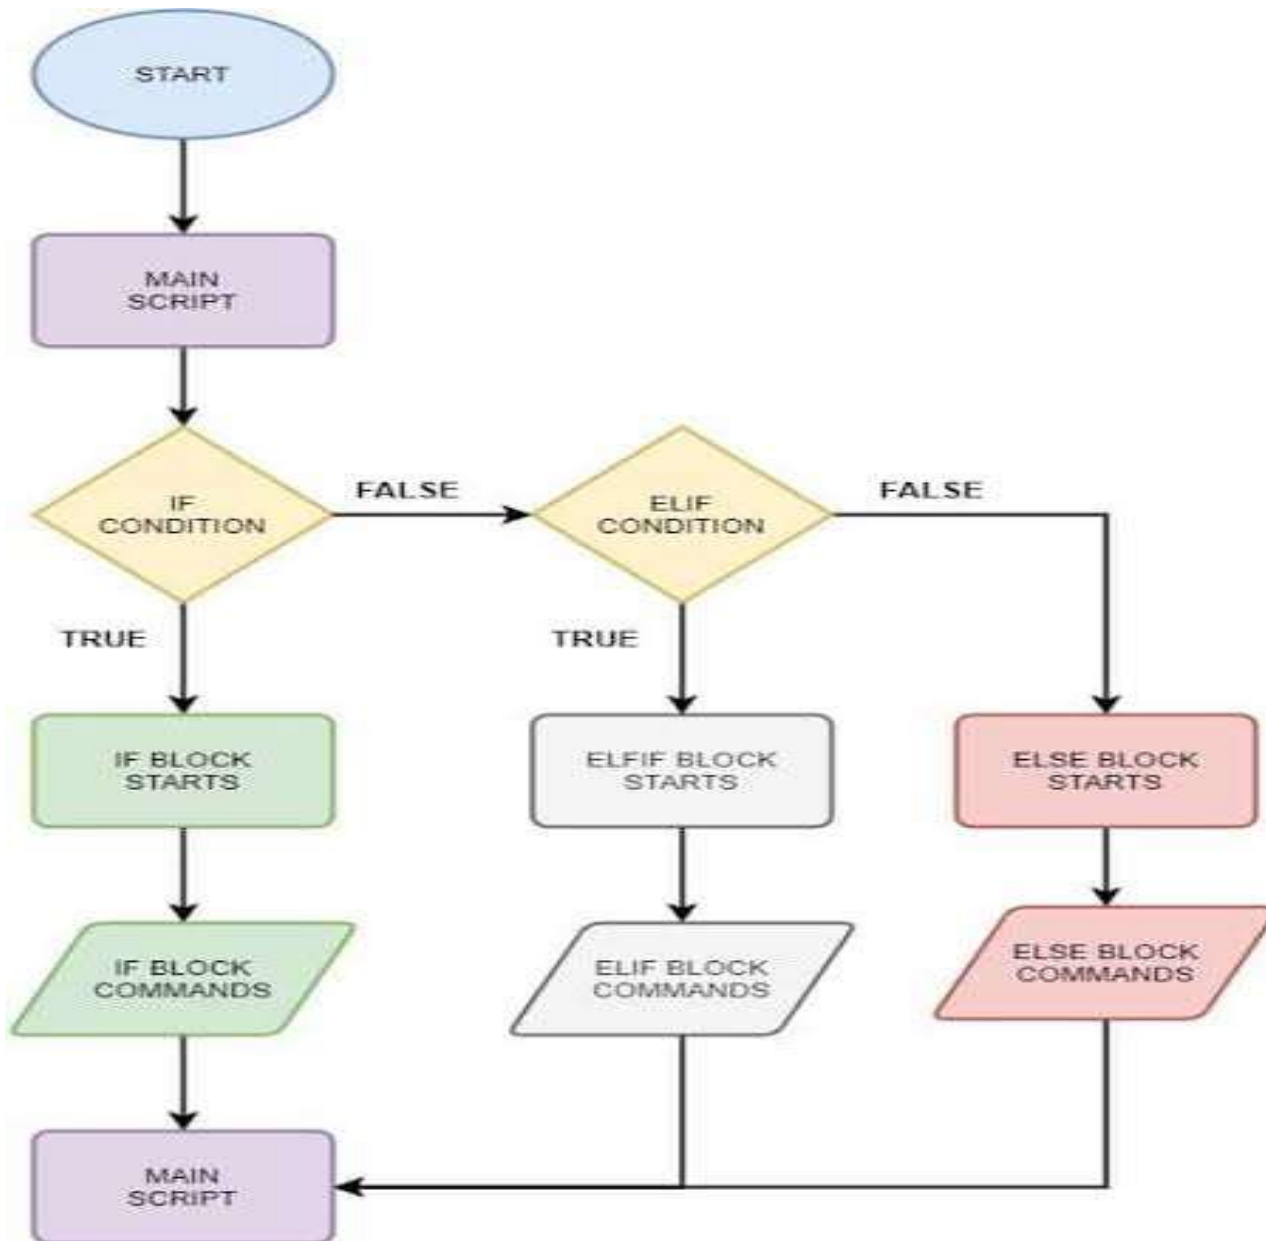 START
MAIN
SCRIPT
IF
CONDITION
FALSE
ELIF
CONDITION
FALSE
TRUE
TRUE
IF BLOCK
STARTS
ELFIF BLOCK
STARTS
ELSE BLOCK
STARTS
IF BLOCK
COMMANDS
ELIF BLOCK
COMMANDS
ELSE BLOCK
COMMANDS
MAIN
SCRIPT